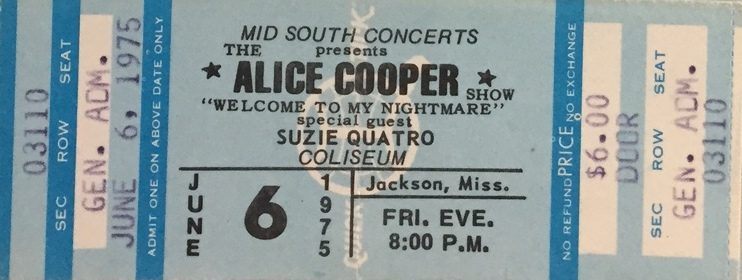 03110
SEC ROW SEAT
GEN. ADM.
JUNE 6, 1975
ADMIT ONE ON ABOVE DATE ONLY
MID SOUTH CONCERTS
presents
THE
★ ALICE COOPER ★
SHOW
"WELCOME TO MY NIGHTMARE"
special guest
SUZIE QUATRO
COLISEUM
JUNE
6
1975
Jackson, Miss.
FRI. EVE.
8:00 P.M.
NO REFUND PRICE NO EXCHANGE
$6.00
DOOR
SEC ROW SEAT
GEN. ADM.
03110